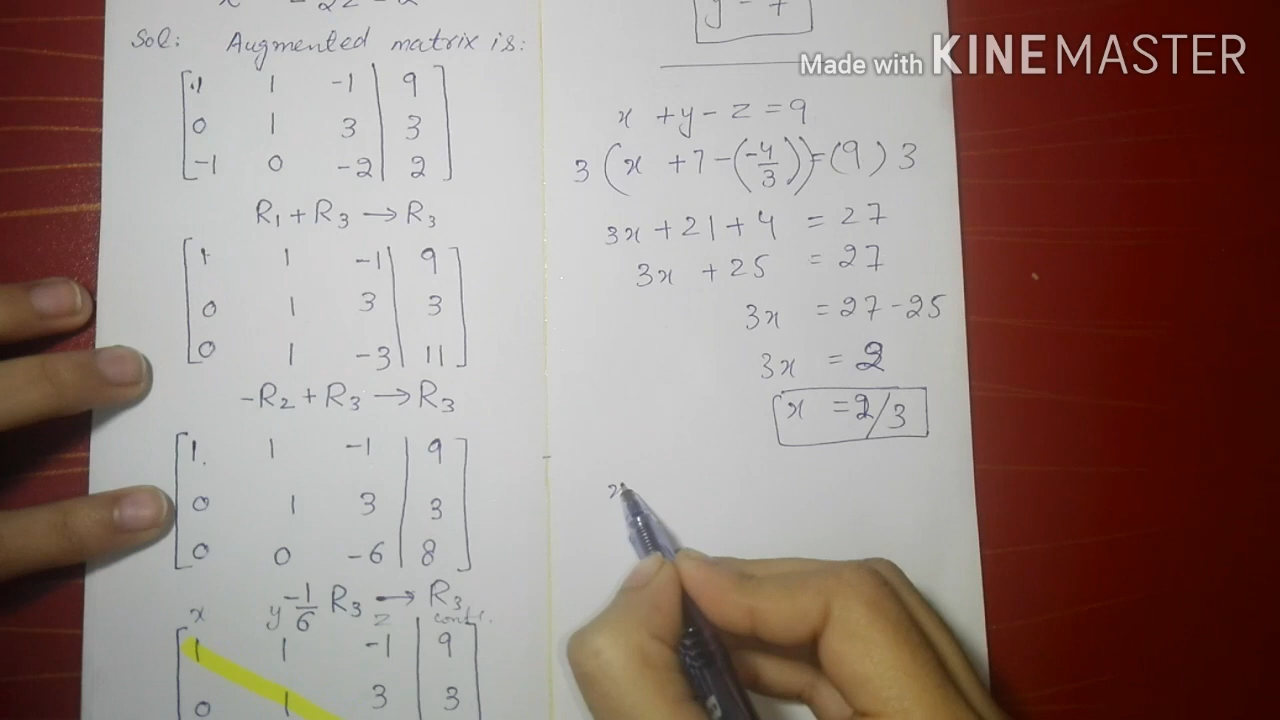 Sol: Augmented matrix is:
1 1 -1 | 9
0 1 3 | 3
-1 0 -2 | 2
R₁ + R₃ → R₃
1 1 -1 | 9
0 1 3 | 3
0 1 -3 | 11
-R₂ + R₃ → R₃
1 1 -1 | 9
0 1 3 | 3
0 0 -6 | 8
-1/6 R₃ → R₃
x y z const.
1 1 -1 | 9
0 1 3 | 3
Made with KINEMASTER
x + y - z = 9
3 (x + 7 - (-4/3)) = (9) 3
3x + 21 + 4 = 27
3x + 25 = 27
3x = 27 - 25
3x = 2
x = 2/3